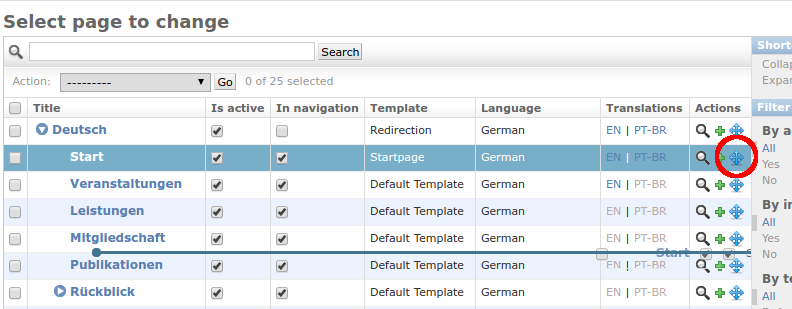 Select page to change
Search
Short
Action: --------- Go 0 of 25 selected
Collap
Expan
Title Is active In navigation Template Language Translations Actions
Filter
Deutsch Redirection German EN | PT-BR
By a
Start Startpage German EN | PT-BR
All
Yes
Veranstaltungen Default Template German EN | PT-BR
No
Leistungen Default Template German EN | PT-BR
By in
All
Mitgliedschaft Default Template German EN | PT-BR
Yes
Start S
No
Publikationen Default Template German EN | PT-BR
By te
Rückblick Default Template German EN | PT-BR
All